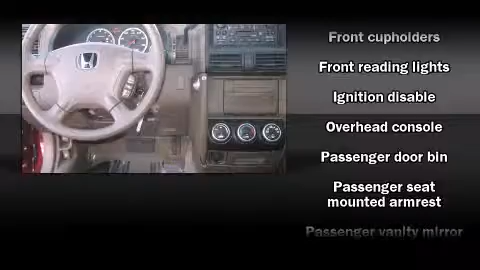 Front cupholders
Front reading lights
Ignition disable
Overhead console
Passenger door bin
Passenger seat
mounted armrest
Passenger vanity mirror